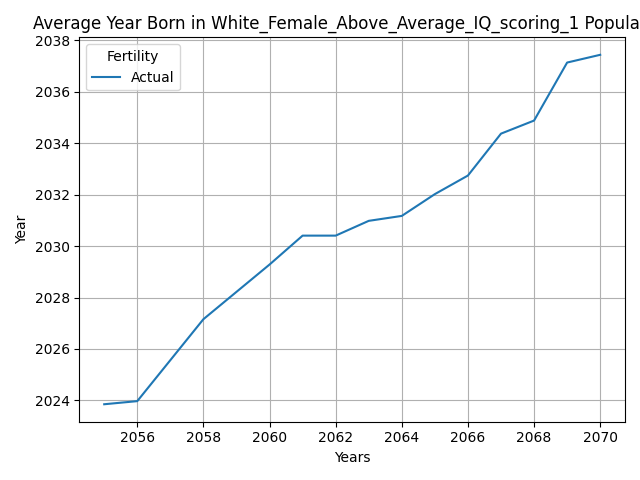 Average Year Born in White_Female_Above_Average_IQ_scoring_1 Popula
Fertility
Actual
2038
2036
2034
2032
2030
2028
2026
2024
Year
2056 2058 2060 2062 2064 2066 2068 2070
Years